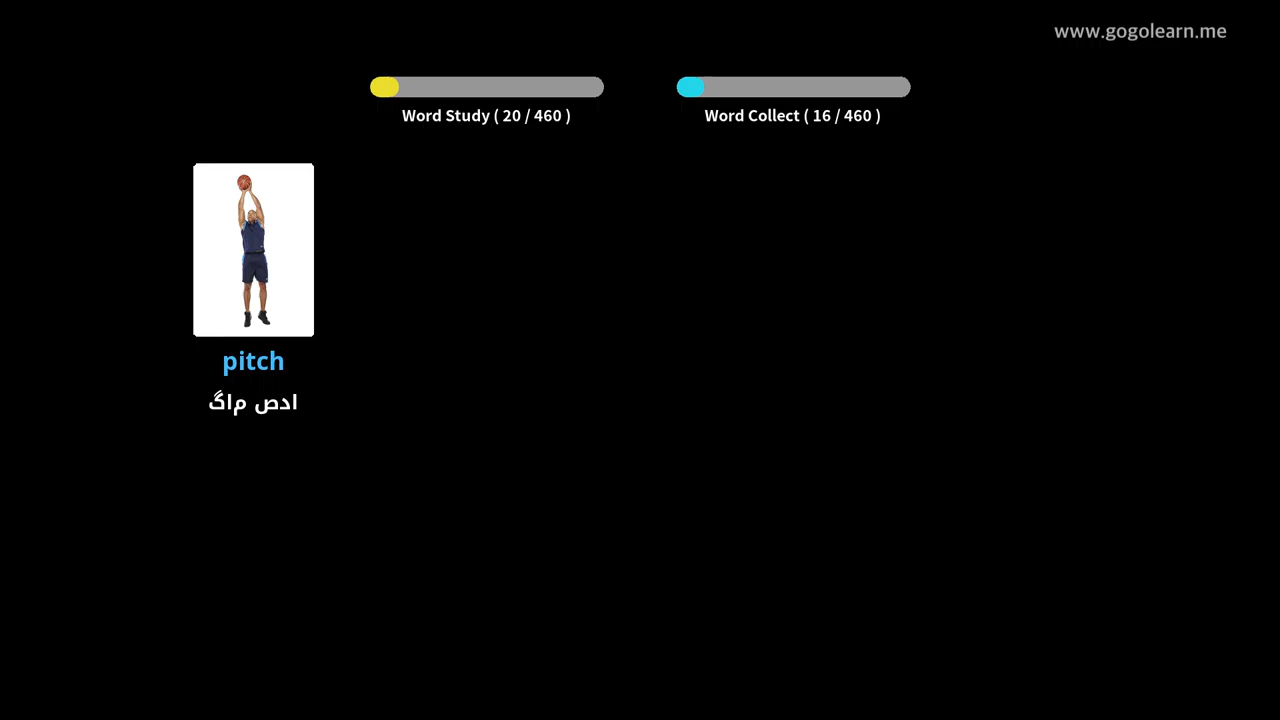 www.gogolearn.me
Word Study ( 20 / 460 )
Word Collect ( 16 / 460 )
pitch
ادص ماگ